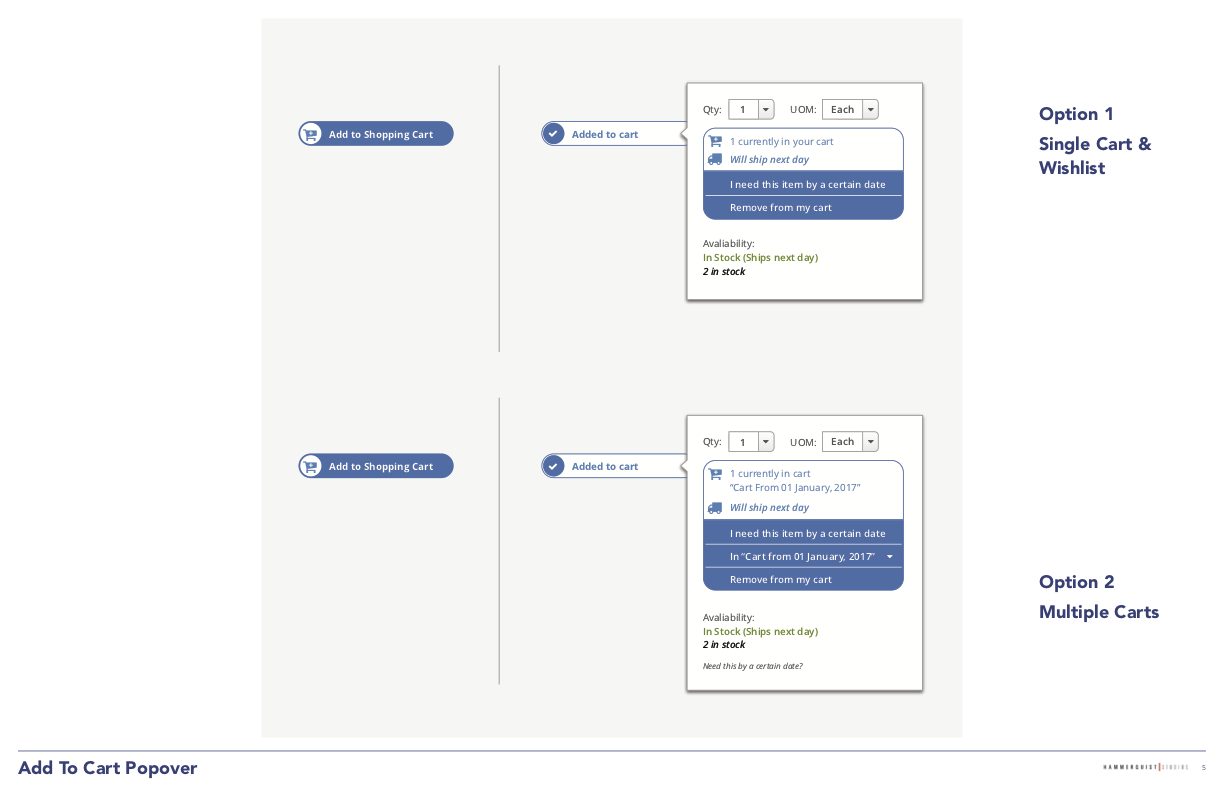 Add to Shopping Cart
Added to cart
Qty: 1 UOM: Each
1 currently in your cart
Will ship next day
I need this item by a certain date
Remove from my cart
Avaliability:
In Stock (Ships next day)
2 in stock
Option 1
Single Cart &
Wishlist
Add to Shopping Cart
Added to cart
Qty: 1 UOM: Each
1 currently in cart
“Cart From 01 January, 2017”
Will ship next day
I need this item by a certain date
In “Cart from 01 January, 2017”
Remove from my cart
Avaliability:
In Stock (Ships next day)
2 in stock
Need this by a certain date?
Option 2
Multiple Carts
Add To Cart Popover
HAMMERQUIST STUDIOS
5